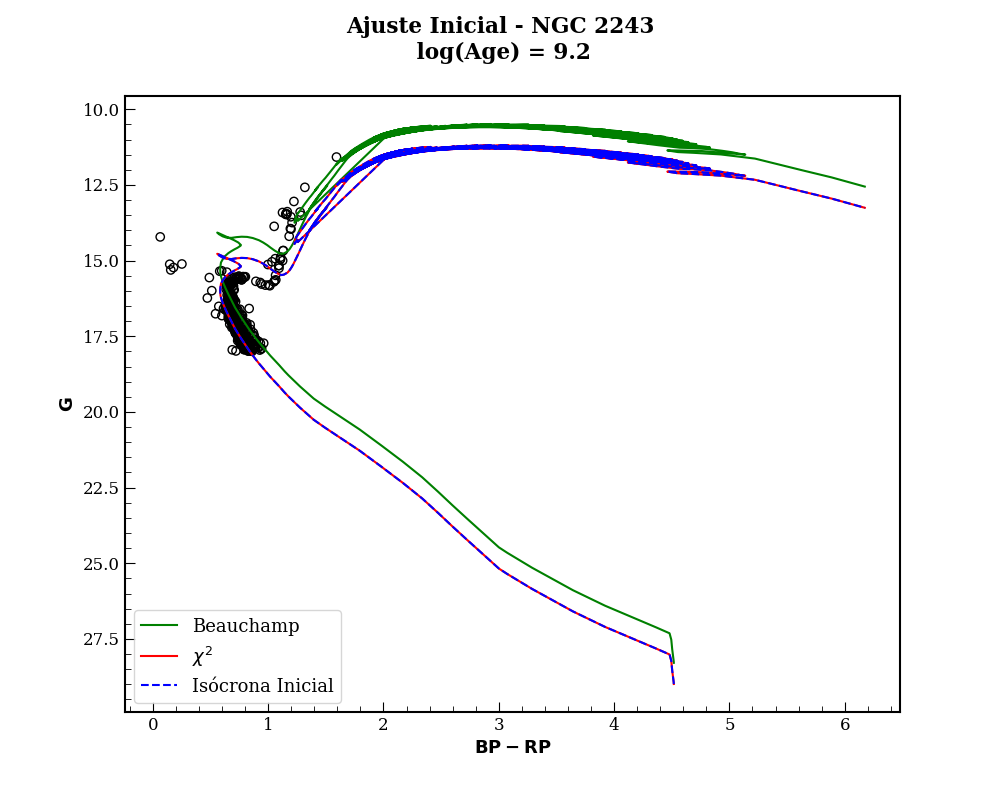 Ajuste Inicial - NGC 2243
log(Age) = 9.2
10.0
12.5
15.0
17.5
20.0
22.5
25.0
27.5
G
Beauchamp
χ²
Isócrona Inicial
0 1 2 3 4 5 6
BP − RP